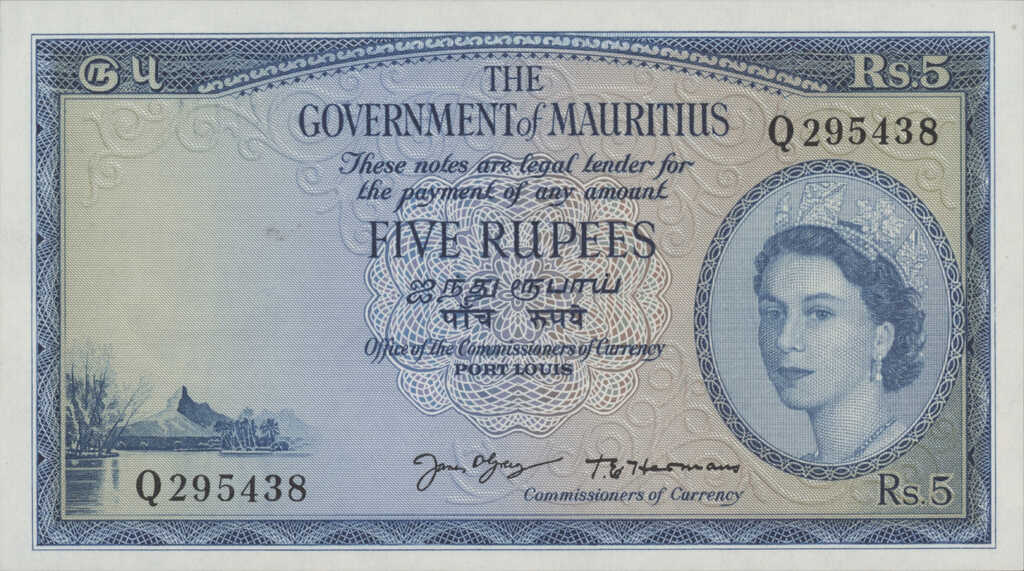 ரூ ५
Rs.5
THE
GOVERNMENT of MAURITIUS
Q 295438
These notes are legal tender for
the payment of any amount
FIVE RUPEES
ஐந்து ரூபாய்
पाँच रूपये
Office of the Commissioners of Currency
PORT LOUIS
Q 295438
Commissioners of Currency
Rs.5